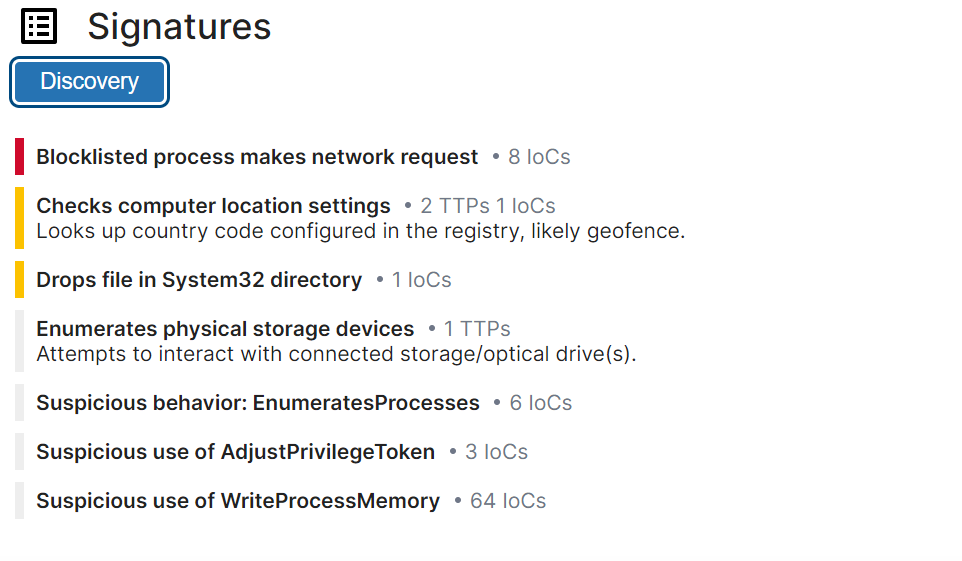 Signatures
Discovery
Blocklisted process makes network request • 8 IoCs
Checks computer location settings • 2 TTPs 1 IoCs
Looks up country code configured in the registry, likely geofence.
Drops file in System32 directory • 1 IoCs
Enumerates physical storage devices • 1 TTPs
Attempts to interact with connected storage/optical drive(s).
Suspicious behavior: EnumeratesProcesses • 6 IoCs
Suspicious use of AdjustPrivilegeToken • 3 IoCs
Suspicious use of WriteProcessMemory • 64 IoCs